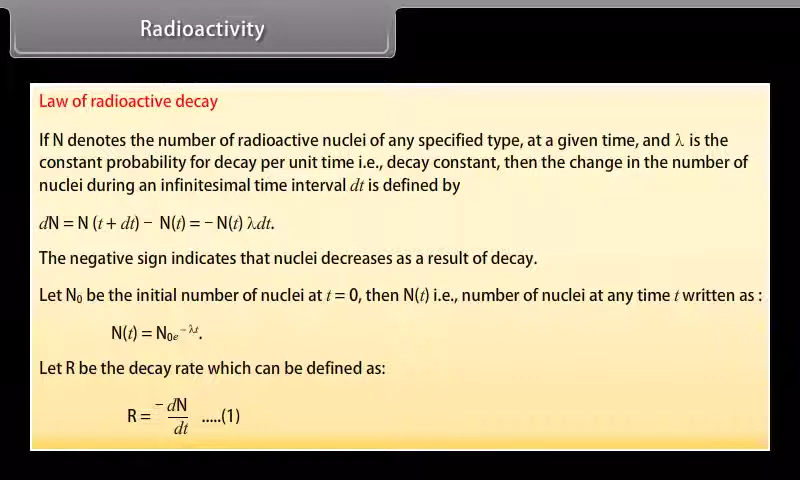 Radioactivity
Law of radioactive decay
If N denotes the number of radioactive nuclei of any specified type, at a given time, and λ is the
constant probability for decay per unit time i.e., decay constant, then the change in the number of
nuclei during an infinitesimal time interval dt is defined by
dN = N (t + dt) − N(t) = − N(t) λdt.
The negative sign indicates that nuclei decreases as a result of decay.
Let N₀ be the initial number of nuclei at t = 0, then N(t) i.e., number of nuclei at any time t written as :
N(t) = N₀e^{−λt}.
Let R be the decay rate which can be defined as:
R = −dN/dt .....(1)